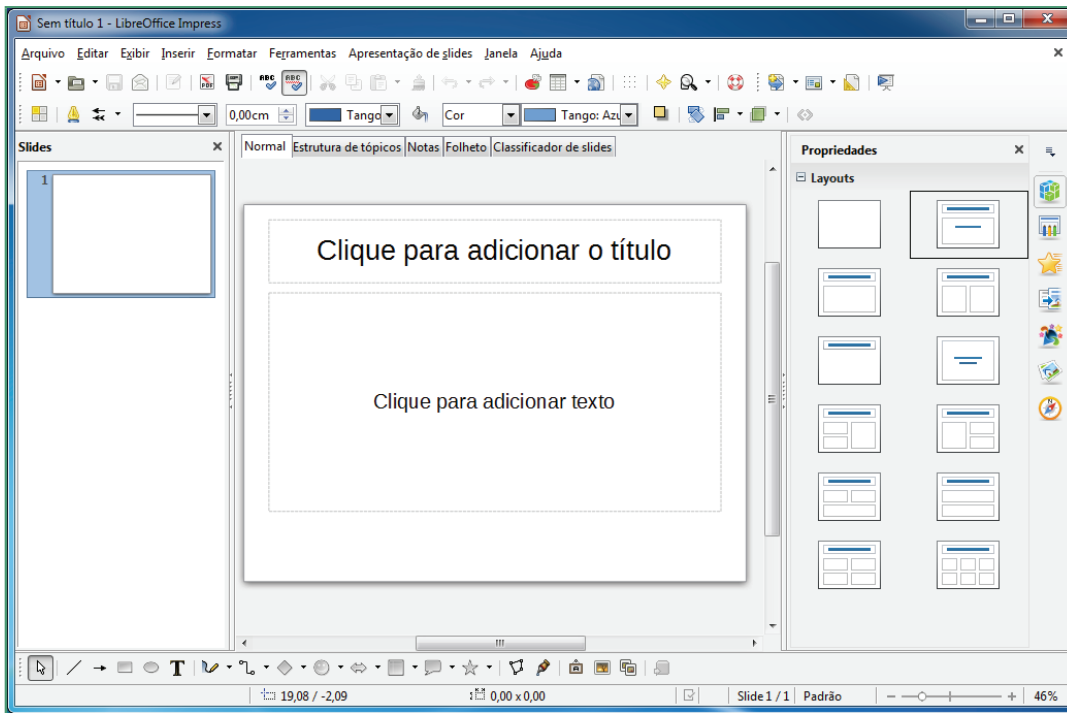 Sem título 1 - LibreOffice Impress
Arquivo Editar Exibir Inserir Formatar Ferramentas Apresentação de slides Janela Ajuda
0,00cm Tango Cor Tango: Azu
Slides
Normal Estrutura de tópicos Notas Folheto Classificador de slides
Propriedades
Layouts
1
Clique para adicionar o título
Clique para adicionar texto
T
19,08 / -2,09 0,00 x 0,00 Slide 1 / 1 Padrão 46%